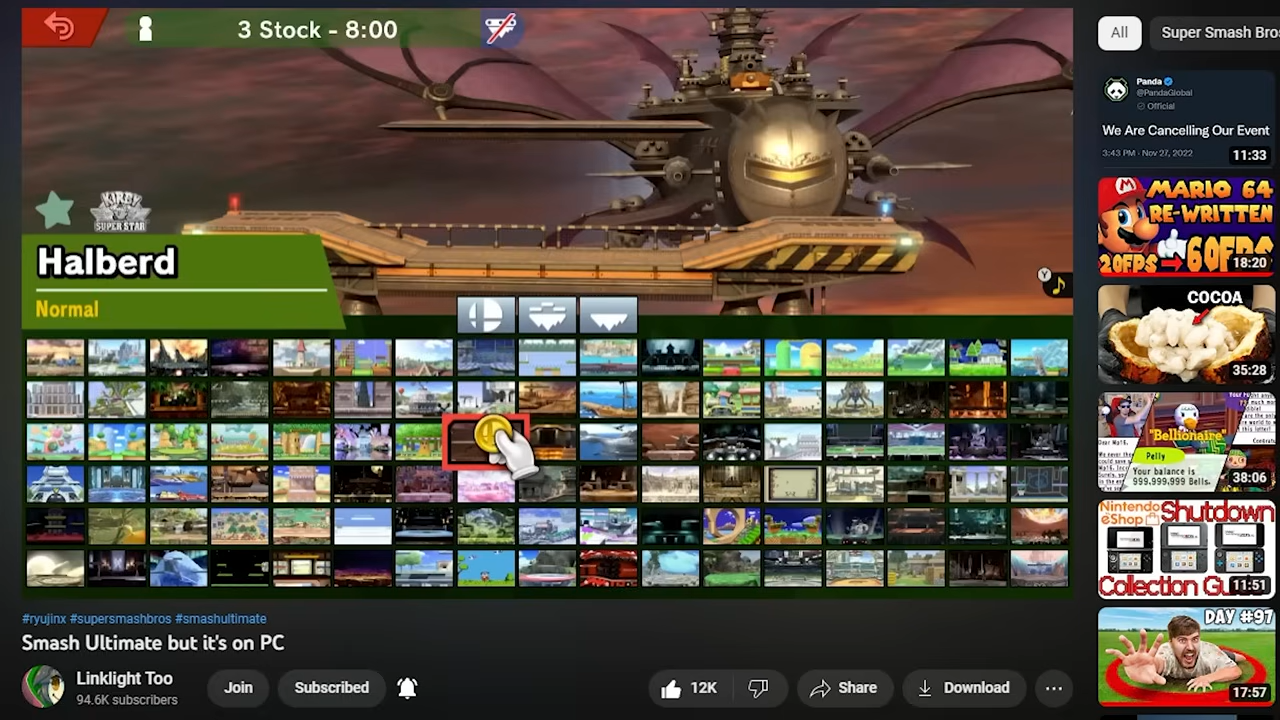 3 Stock - 8:00
KIRBY
SUPER STAR
Halberd
Normal
Y
#ryujinx #supersmashbros #smashultimate
Smash Ultimate but it's on PC
Linklight Too
94.6K subscribers
Join
Subscribed
12K
Share
Download
All
Super Smash Bro
Panda
@PandaGlobal
Official
We Are Cancelling Our Event
3:43 PM · Nov 27, 2022
11:33
MARIO 64
RE-WRITTEN
20FPS 60FPS
18:20
COCOA
35:28
"Bellionaire"
Pelly
Your balance is
999,999,999 Bells.
38:06
Nintendo
eShop Shutdown
Collection Gu
11:51
DAY #97
17:57